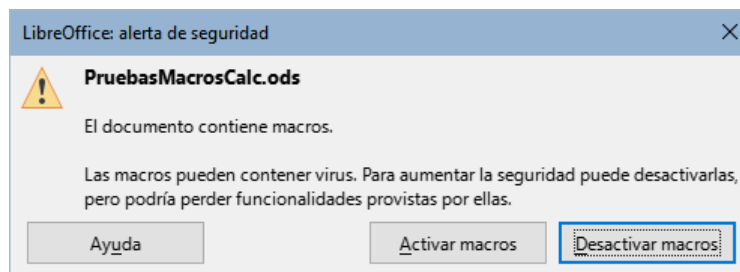 LibreOffice: alerta de seguridad
PruebasMacrosCalc.ods
El documento contiene macros.
Las macros pueden contener virus. Para aumentar la seguridad puede desactivarlas,
pero podría perder funcionalidades provistas por ellas.
Ayuda Activar macros Desactivar macros